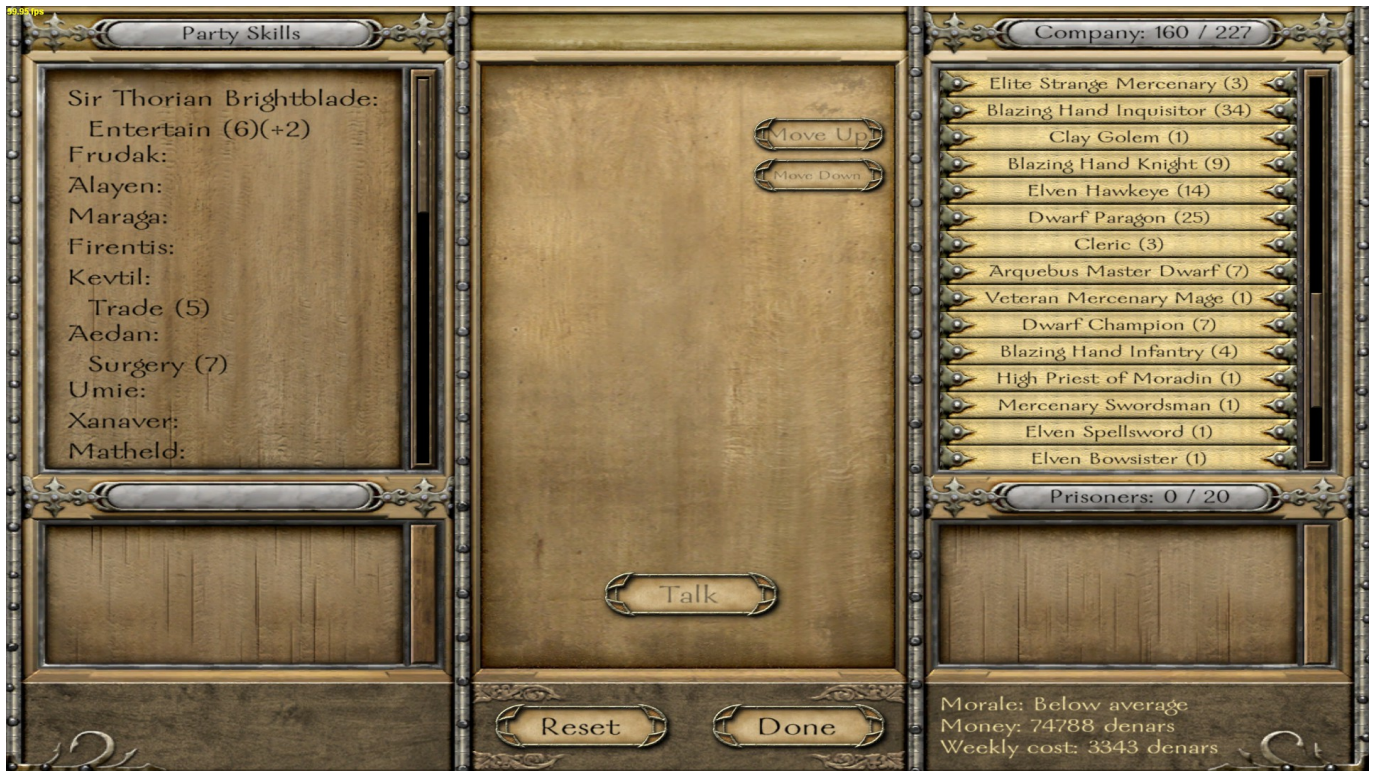 59.95 fps
Party Skills
Sir Thorian Brightblade:
Entertain (6)(+2)
Frudak:
Alayen:
Maraga:
Firentis:
Kevtil:
Trade (5)
Aedan:
Surgery (7)
Umie:
Xanaver:
Matheld:
Move Up
Move Down
Talk
Reset
Done
Company: 160 / 227
Elite Strange Mercenary (3)
Blazing Hand Inquisitor (34)
Clay Golem (1)
Blazing Hand Knight (9)
Elven Hawkeye (14)
Dwarf Paragon (25)
Cleric (3)
Arquebus Master Dwarf (7)
Veteran Mercenary Mage (1)
Dwarf Champion (7)
Blazing Hand Infantry (4)
High Priest of Moradin (1)
Mercenary Swordsman (1)
Elven Spellsword (1)
Elven Bowsister (1)
Prisoners: 0 / 20
Morale: Below average
Money: 74788 denars
Weekly cost: 3343 denars